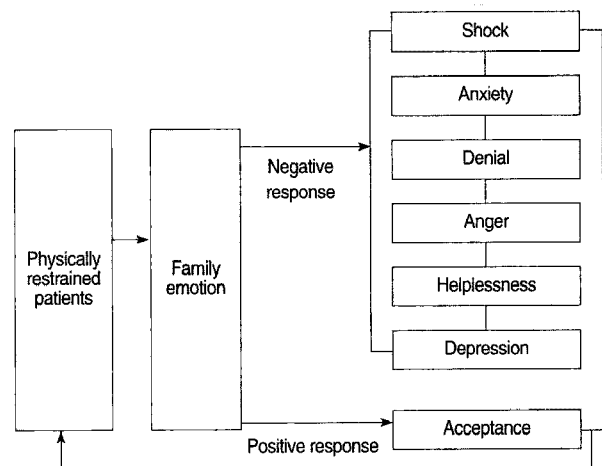 Physically
restrained
patients
Family
emotion
Negative
response
Positive response
Shock
Anxiety
Denial
Anger
Helplessness
Depression
Acceptance